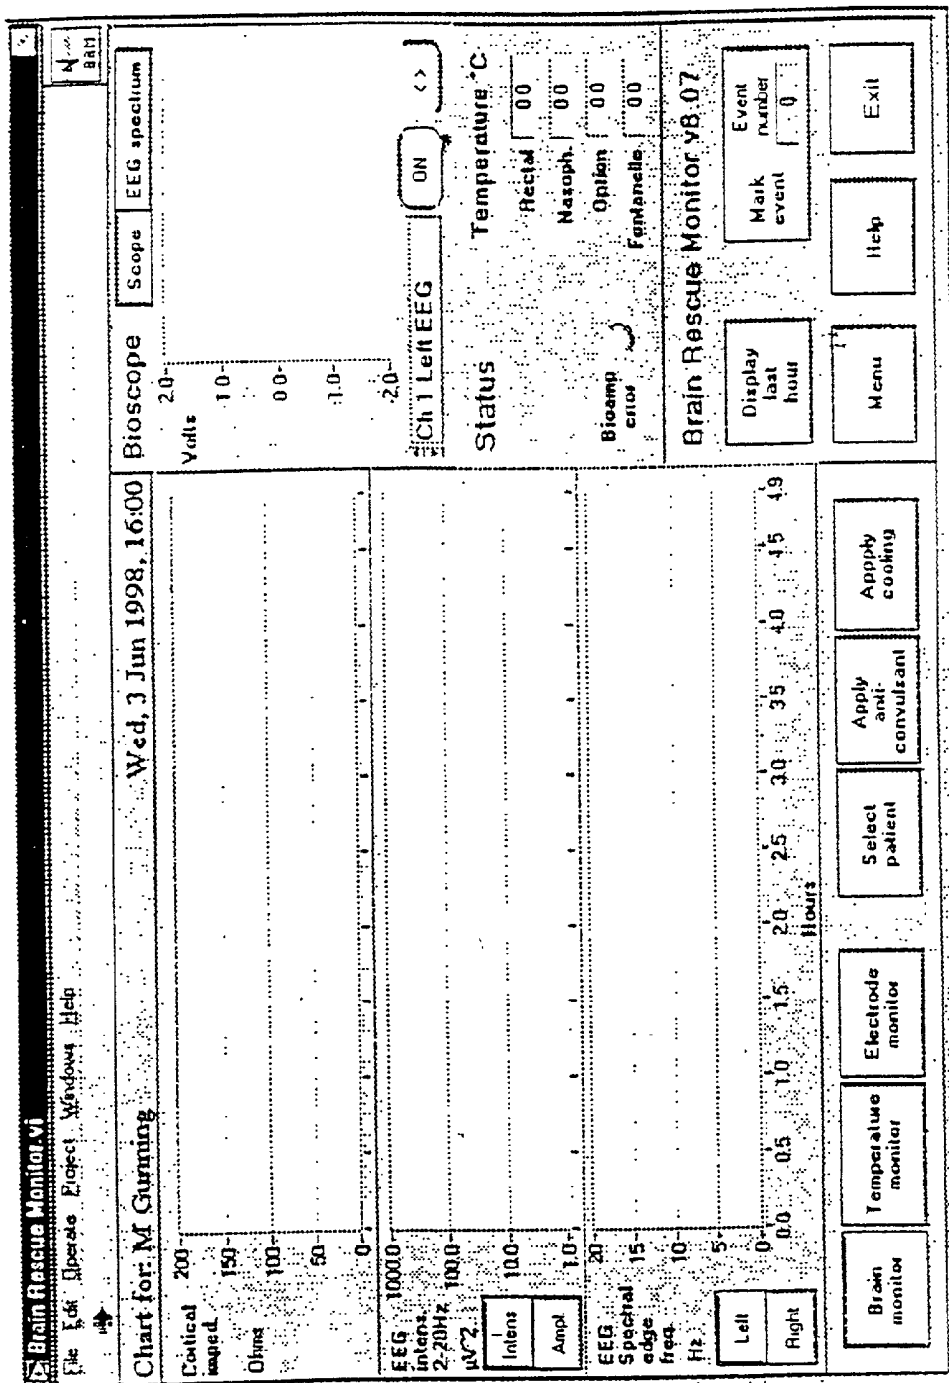 Brain Rescue Monitor.vi
File Edit Operate Project Windows Help
BRM
Chart for: M Gunning Wed, 3 Jun 1998, 16:00
Cortical
imped.
Ohms
200
150
100
50
0
EEG
intens.
2-20Hz
µV^2
1000.0
100.0
10.0
1.0
Intens
Ampl
EEG
Spectral
edge
freq
Hz
20
15
10
5
0
Left
Right
0.0 0.5 1.0 1.5 2.0 2.5 3.0 3.5 4.0 4.5 4.9
Hours
Brain
monitor
Temperature
monitor
Electrode
monitor
Select
patient
Apply
anti-
convulsant
Appply
cooling
Bioscope
Scope
EEG spectrum
Volts
2.0
1.0
0.0
-1.0
-2.0
Ch 1 Left EEG
ON
< >
Status
Bioamp
error
Temperature °C
Rectal 0.0
Nasoph. 0.0
Option 0.0
Fontanelle 0.0
Brain Rescue Monitor v8.07
Display
last
hour
Mark
event
Event
number
0
Menu
Help
Exit